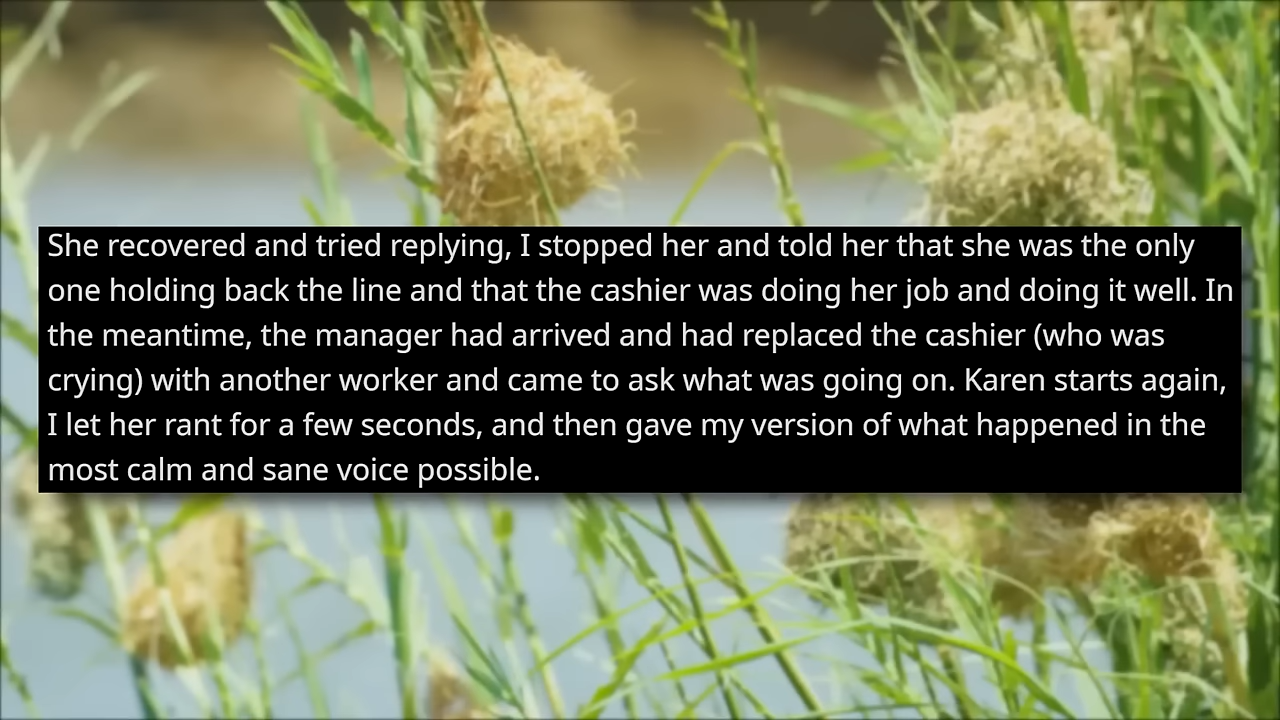 She recovered and tried replying, I stopped her and told her that she was the only
one holding back the line and that the cashier was doing her job and doing it well. In
the meantime, the manager had arrived and had replaced the cashier (who was
crying) with another worker and came to ask what was going on. Karen starts again,
I let her rant for a few seconds, and then gave my version of what happened in the
most calm and sane voice possible.